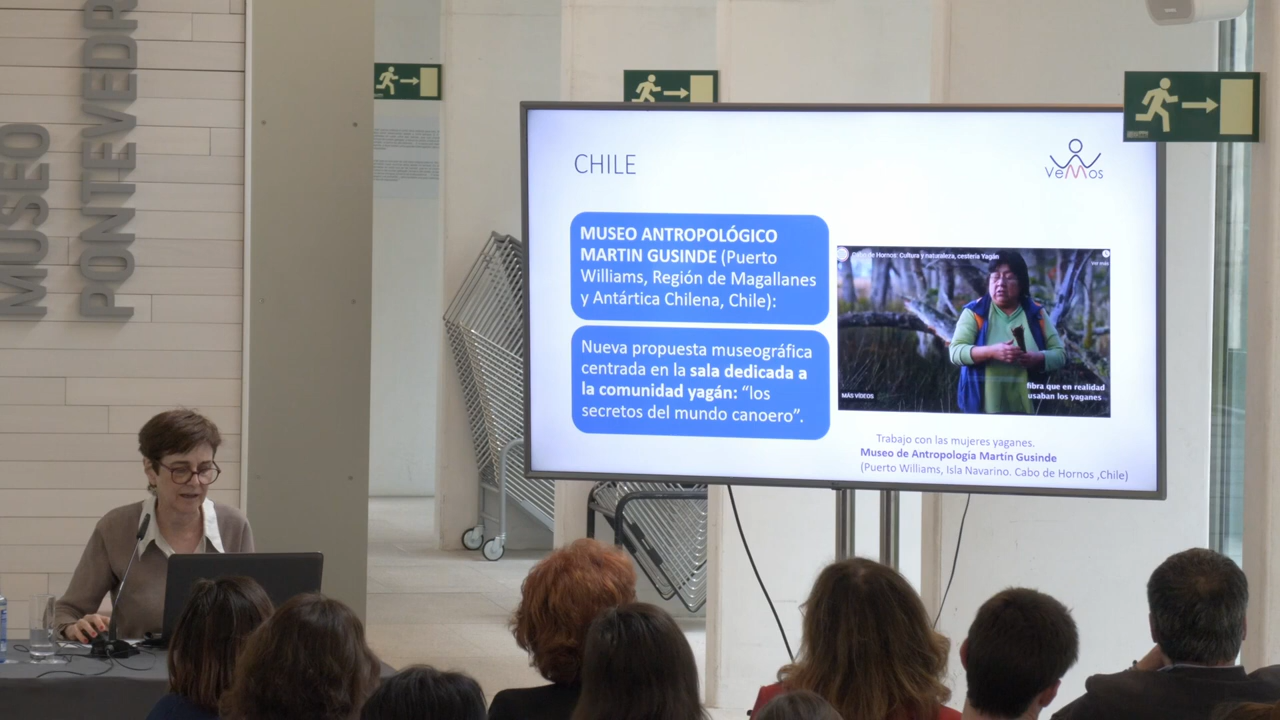 MUSEO
PONTEVEDR
CHILE
VeMos
MUSEO ANTROPOLÓGICO
MARTIN GUSINDE (Puerto
Williams, Región de Magallanes
y Antártica Chilena, Chile):
Nueva propuesta museográfica
centrada en la sala dedicada a
la comunidad yagán: “los
secretos del mundo canoero”.
Cabo de Hornos: Cultura y naturaleza, cestería Yagán
Ver más
fibra que en realidad
usaban los yaganes
MÁS VÍDEOS
Trabajo con las mujeres yaganes.
Museo de Antropologia Martin Gusinde
(Puerto Williams, Isla Navarino. Cabo de Hornos ,Chile)